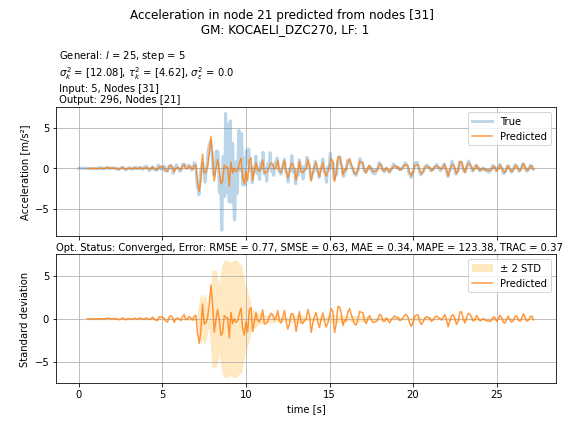 Acceleration in node 21 predicted from nodes [31]
GM: KOCAELI_DZC270, LF: 1
General: l = 25, step = 5
σ²ₖ = [12.08], τ²ₖ = [4.62], σ²ε = 0.0
Input: 5, Nodes [31]
Output: 296, Nodes [21]
Acceleration [m/s²]
5
0
−5
True
Predicted
Opt. Status: Converged, Error: RMSE = 0.77, SMSE = 0.63, MAE = 0.34, MAPE = 123.38, TRAC = 0.37
Standard deviation
5
0
−5
± 2 STD
Predicted
0 5 10 15 20 25
time [s]